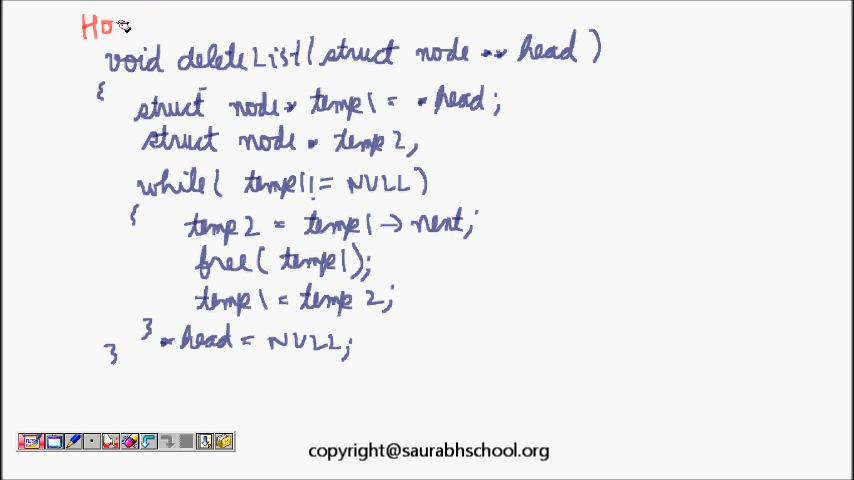 Ho
void deleteList( struct node ** head )
{
struct node * temp1 = *head;
struct node * temp2,
while( temp1 != NULL )
{
temp2 = temp1 -> next;
free( temp1 );
temp1 = temp2;
}
*head = NULL;
}
copyright@saurabhschool.org